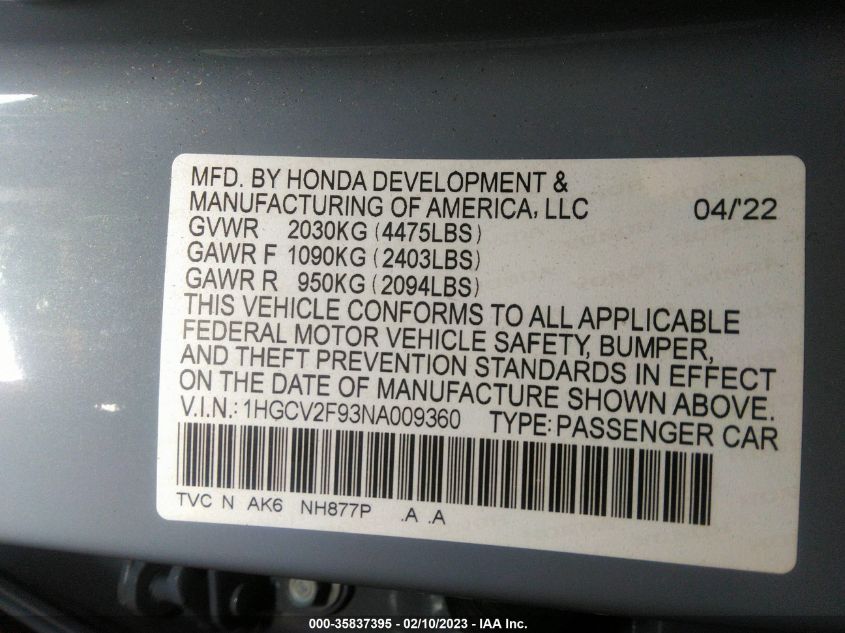 MFD. BY HONDA DEVELOPMENT &
MANUFACTURING OF AMERICA, LLC 04/'22
GVWR 2030KG (4475LBS)
GAWR F 1090KG (2403LBS)
GAWR R 950KG (2094LBS)
THIS VEHICLE CONFORMS TO ALL APPLICABLE
FEDERAL MOTOR VEHICLE SAFETY, BUMPER,
AND THEFT PREVENTION STANDARDS IN EFFECT
ON THE DATE OF MANUFACTURE SHOWN ABOVE.
V.I.N.: 1HGCV2F93NA009360 TYPE: PASSENGER CAR
TVC N AK6 NH877P .A .A
000-35837395 - 02/10/2023 - IAA Inc.